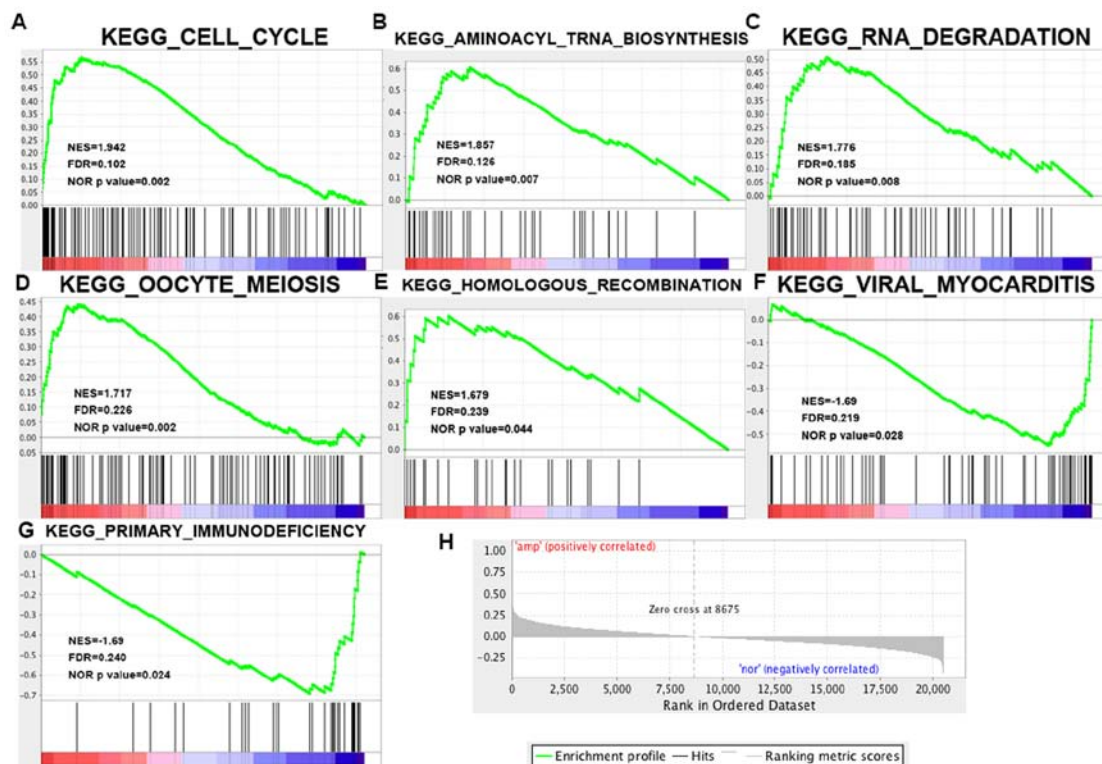 A
KEGG_CELL_CYCLE
0.55
0.50
0.45
0.40
0.35
0.30
0.25
0.20
0.15
0.10
0.05
0.00
NES=1.942
FDR=0.102
NOR p value=0.002
B
KEGG_AMINOACYL_TRNA_BIOSYNTHESIS
0.6
0.5
0.4
0.3
0.2
0.1
0.0
NES=1.857
FDR=0.126
NOR p value=0.007
C
KEGG_RNA_DEGRADATION
0.50
0.45
0.40
0.35
0.30
0.25
0.20
0.15
0.10
0.05
0.00
NES=1.776
FDR=0.185
NOR p value=0.008
D
KEGG_OOCYTE_MEIOSIS
0.45
0.40
0.35
0.30
0.25
0.20
0.15
0.10
0.05
0.00
0.05
NES=1.717
FDR=0.226
NOR p value=0.002
E
KEGG_HOMOLOGOUS_RECOMBINATION
0.6
0.5
0.4
0.3
0.2
0.1
0.0
NES=1.679
FDR=0.239
NOR p value=0.044
F
KEGG_VIRAL_MYOCARDITIS
0.0
-0.1
-0.2
-0.3
-0.4
-0.5
NES=-1.69
FDR=0.219
NOR p value=0.028
G
KEGG_PRIMARY_IMMUNODEFICIENCY
0.0
-0.1
-0.2
-0.3
-0.4
-0.5
-0.6
-0.7
NES=-1.69
FDR=0.240
NOR p value=0.024
H
1.00
0.75
0.50
0.25
0.00
-0.25
'amp' (positively correlated)
Zero cross at 8675
'nor' (negatively correlated)
0 2,500 5,000 7,500 10,000 12,500 15,000 17,500 20,000
Rank in Ordered Dataset
Enrichment profile Hits Ranking metric scores